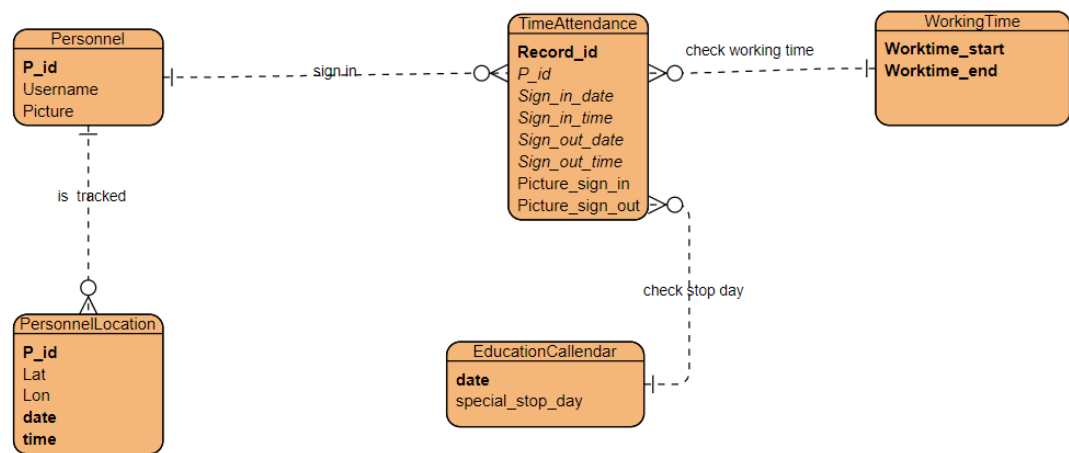 Personnel
P_id
Username
Picture
sign in
TimeAttendance
Record_id
P_id
Sign_in_date
Sign_in_time
Sign_out_date
Sign_out_time
Picture_sign_in
Picture_sign_out
check working time
WorkingTime
Worktime_start
Worktime_end
is tracked
check stop day
PersonnelLocation
P_id
Lat
Lon
date
time
EducationCallendar
date
special_stop_day